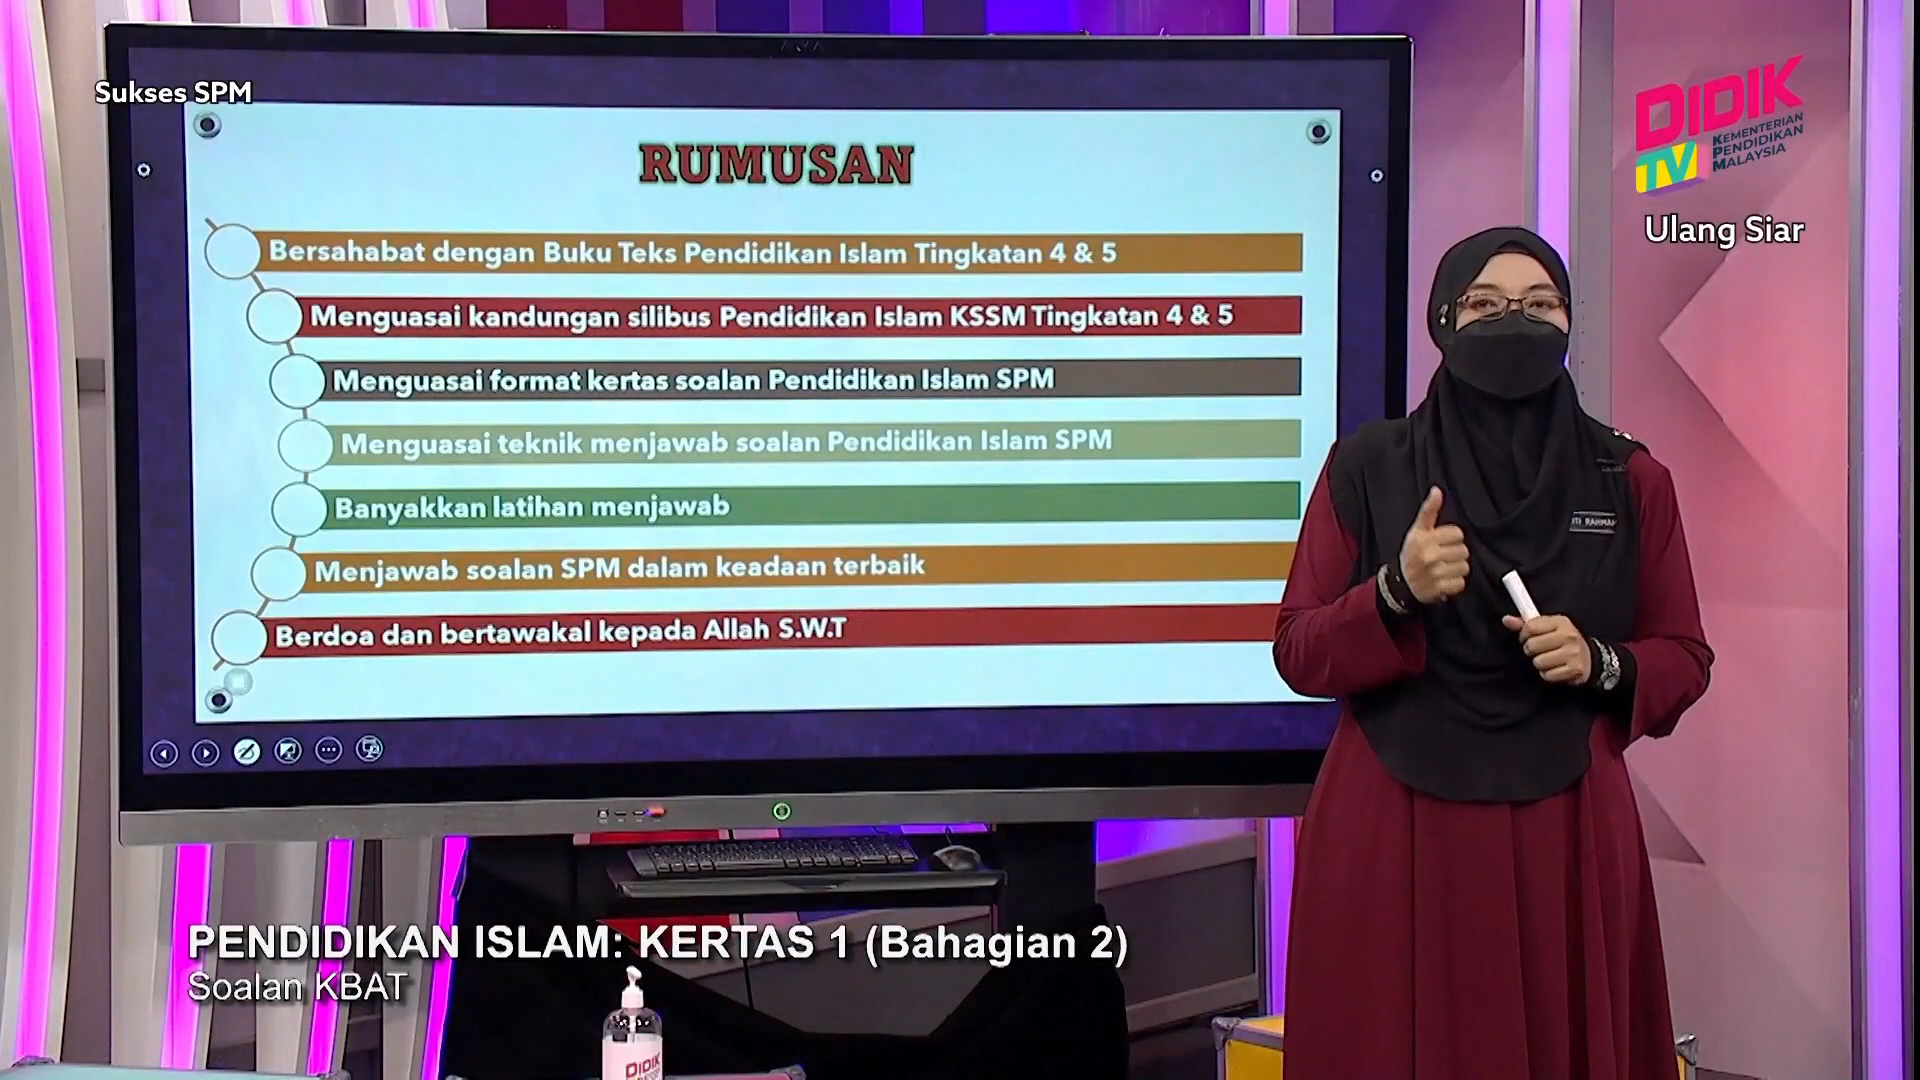 Sukses SPM
DIDIK
TV
KEMENTERIAN
PENDIDIKAN
MALAYSIA
Ulang Siar
RUMUSAN
Bersahabat dengan Buku Teks Pendidikan Islam Tingkatan 4 & 5
Menguasai kandungan silibus Pendidikan Islam KSSM Tingkatan 4 & 5
Menguasai format kertas soalan Pendidikan Islam SPM
Menguasai teknik menjawab soalan Pendidikan Islam SPM
Banyakkan latihan menjawab
Menjawab soalan SPM dalam keadaan terbaik
Berdoa dan bertawakal kepada Allah S.W.T
ITI RAHMA
PENDIDIKAN ISLAM: KERTAS 1 (Bahagian 2)
Soalan KBAT
DIDIK